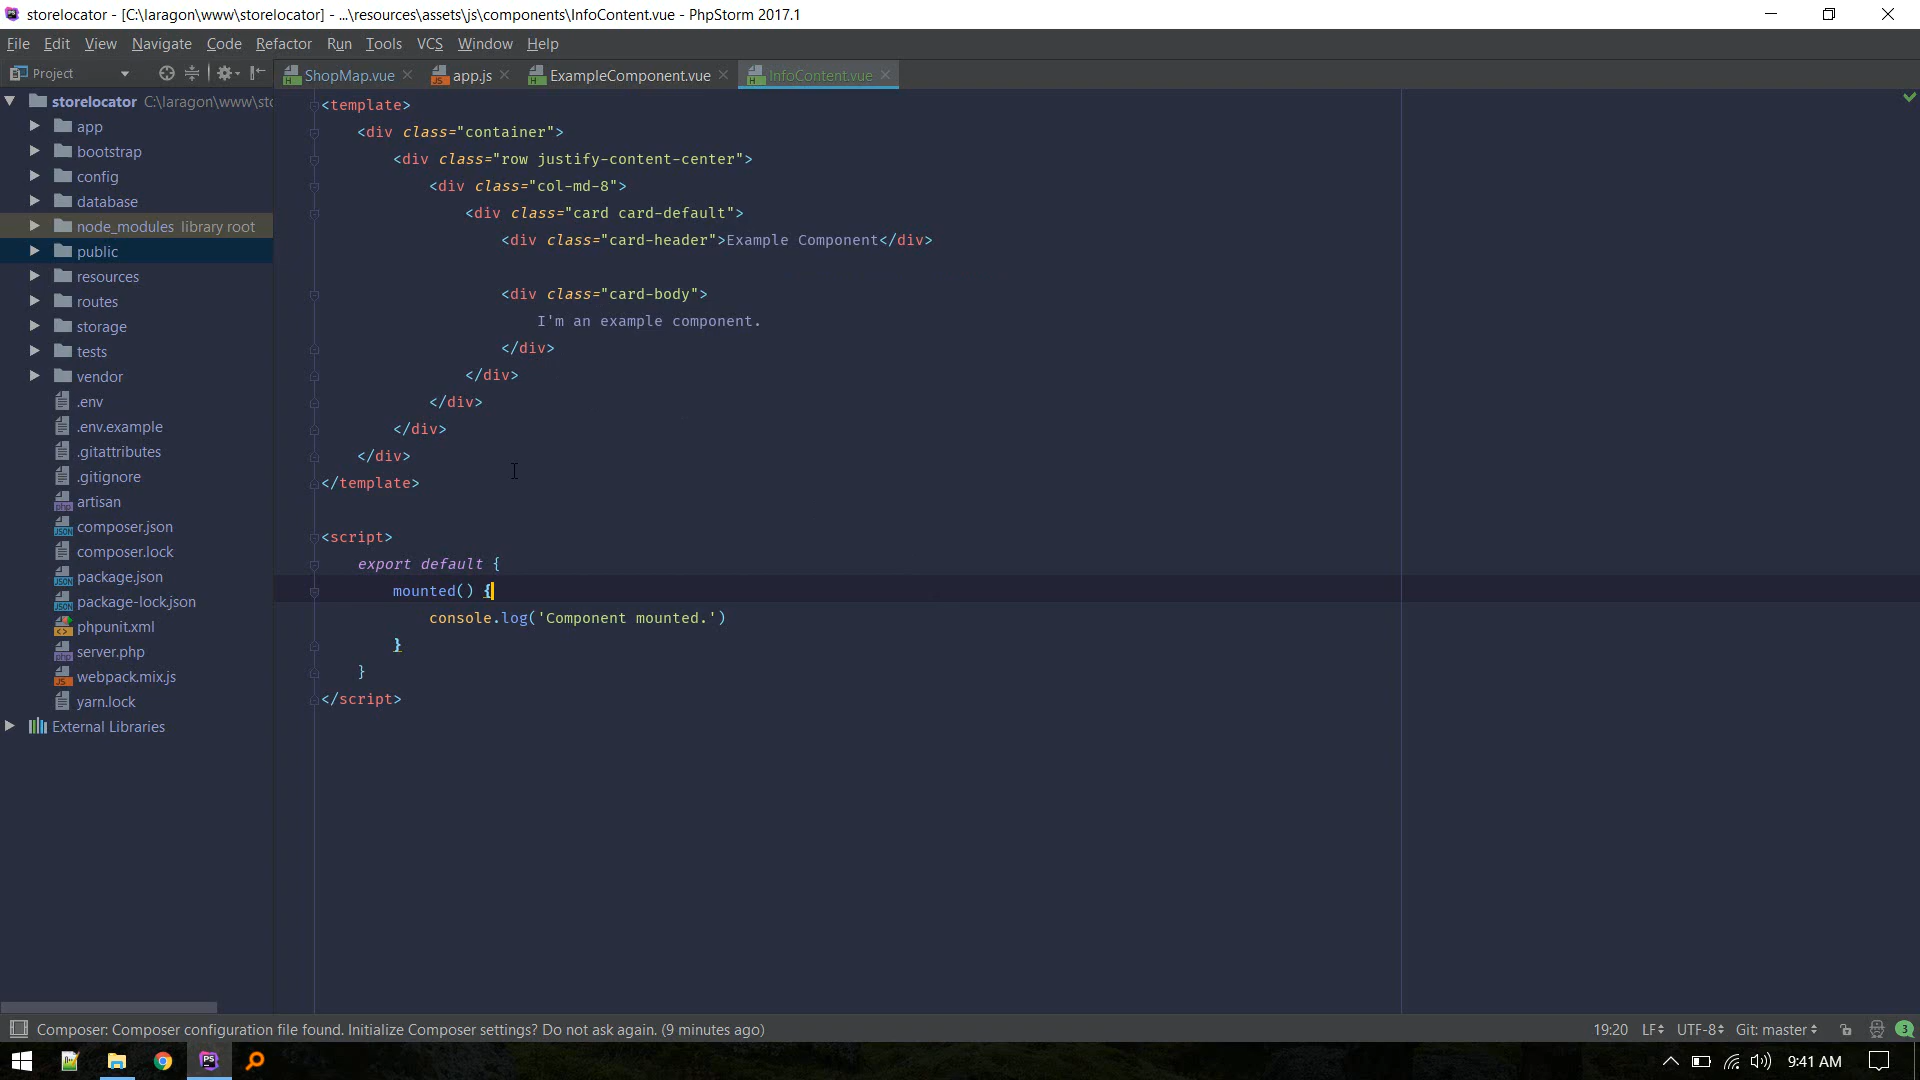 storelocator - [C:\laragon\www\storelocator] - ...\resources\assets\js\components\InfoContent.vue - PhpStorm 2017.1
File Edit View Navigate Code Refactor Run Tools VCS Window Help
Project
ShopMap.vue app.js ExampleComponent.vue InfoContent.vue
storelocator C:\laragon\www\sto
app
bootstrap
config
database
node_modules library root
public
resources
routes
storage
tests
vendor
.env
.env.example
.gitattributes
.gitignore
artisan
composer.json
composer.lock
package.json
package-lock.json
phpunit.xml
server.php
webpack.mix.js
yarn.lock
External Libraries
<template>
<div class="container">
<div class="row justify-content-center">
<div class="col-md-8">
<div class="card card-default">
<div class="card-header">Example Component</div>
<div class="card-body">
I'm an example component.
</div>
</div>
</div>
</div>
</div>
</template>
<script>
export default {
mounted() {
console.log('Component mounted.')
}
}
</script>
Composer: Composer configuration file found. Initialize Composer settings? Do not ask again. (9 minutes ago)
19:20 LF UTF-8 Git: master 3
9:41 AM